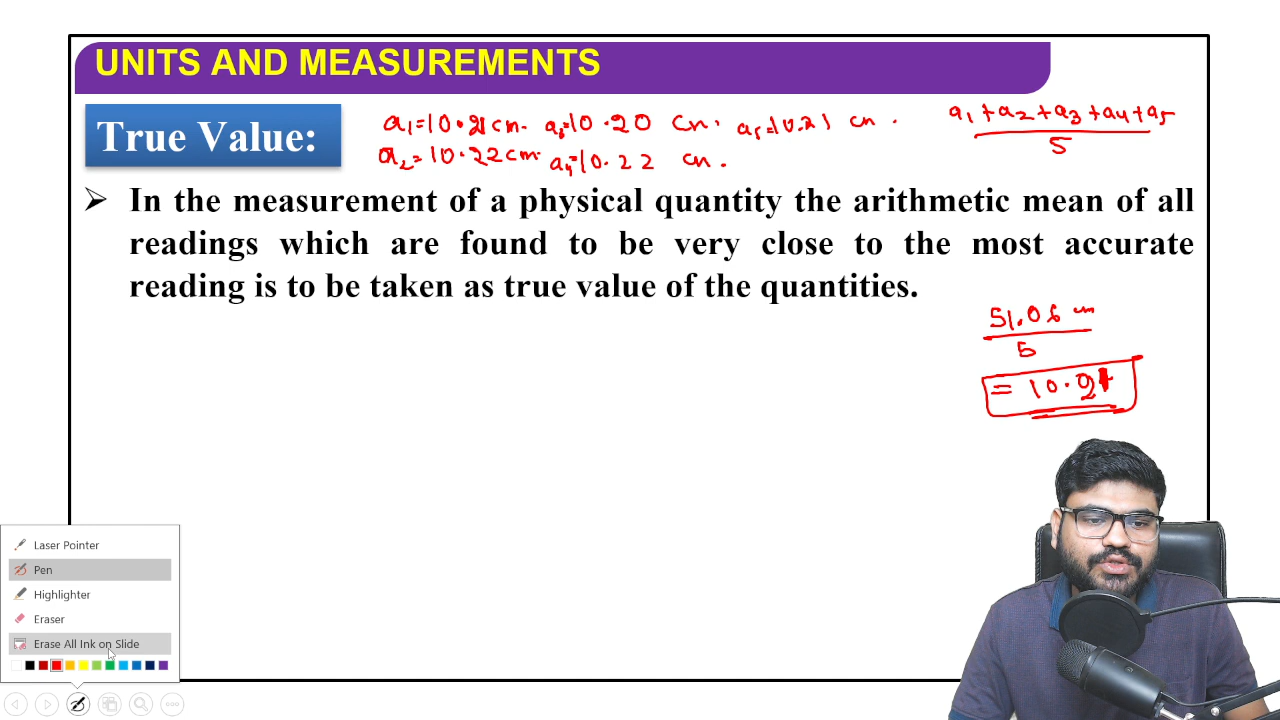 UNITS AND MEASUREMENTS
True Value:
a1=10.21cm. a3=10.20 cm. a5=10.21 cm.
a2=10.22cm. a4=10.22 cm.
a1+a2+a3+a4+a5
5
➢ In the measurement of a physical quantity the arithmetic mean of all
readings which are found to be very close to the most accurate
reading is to be taken as true value of the quantities.
51.06 cm
5
= 10.21
Laser Pointer
Pen
Highlighter
Eraser
Erase All Ink on Slide